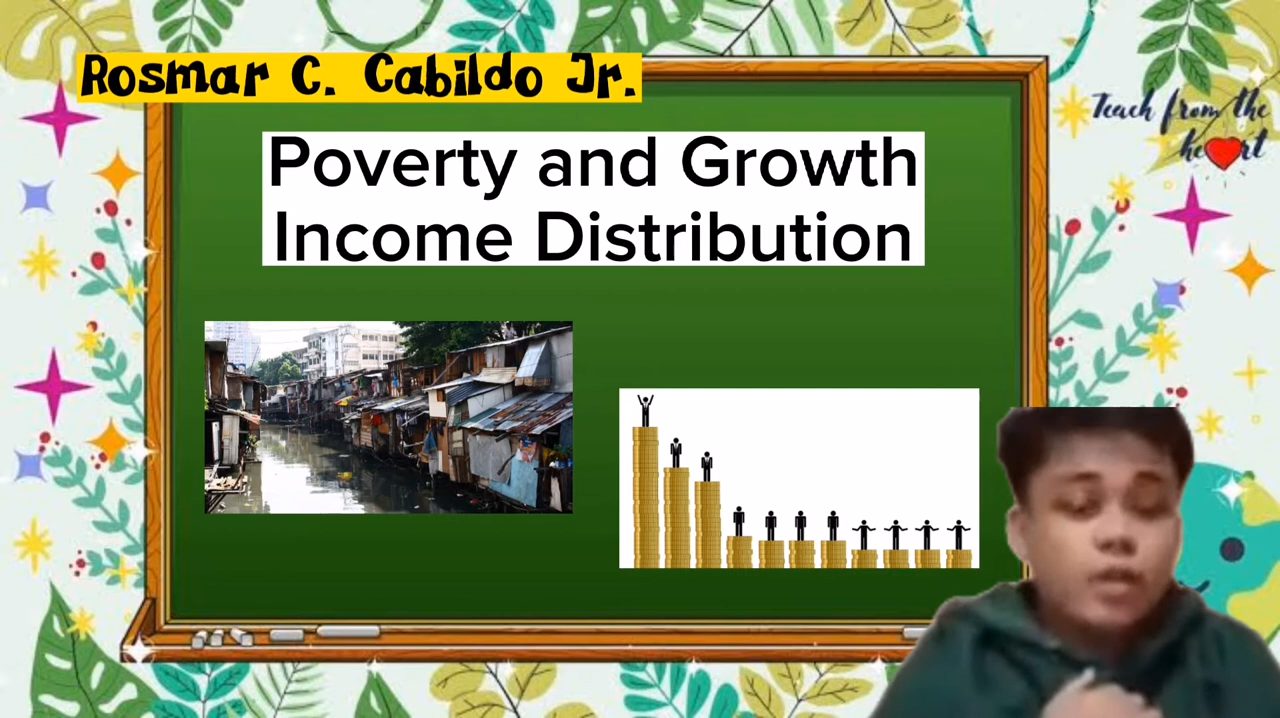 Rosmar C. Cabildo Jr.
Poverty and Growth
Income Distribution
Teach from the
heart